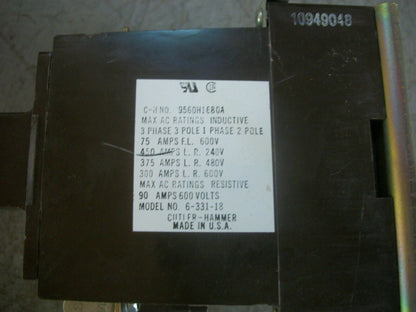 10949048
UL
C-H NO. 9560H1680A
MAX AC RATINGS INDUCTIVE
3 PHASE 3 POLE 1 PHASE 2 POLE
75 AMPS F.L. 600V
450 AMPS L.R. 240V
375 AMPS L.R. 480V
300 AMPS L.R. 600V
MAX AC RATINGS RESISTIVE
90 AMPS 600 VOLTS
MODEL NO. 6-331-18
CUTLER-HAMMER
MADE IN U.S.A.